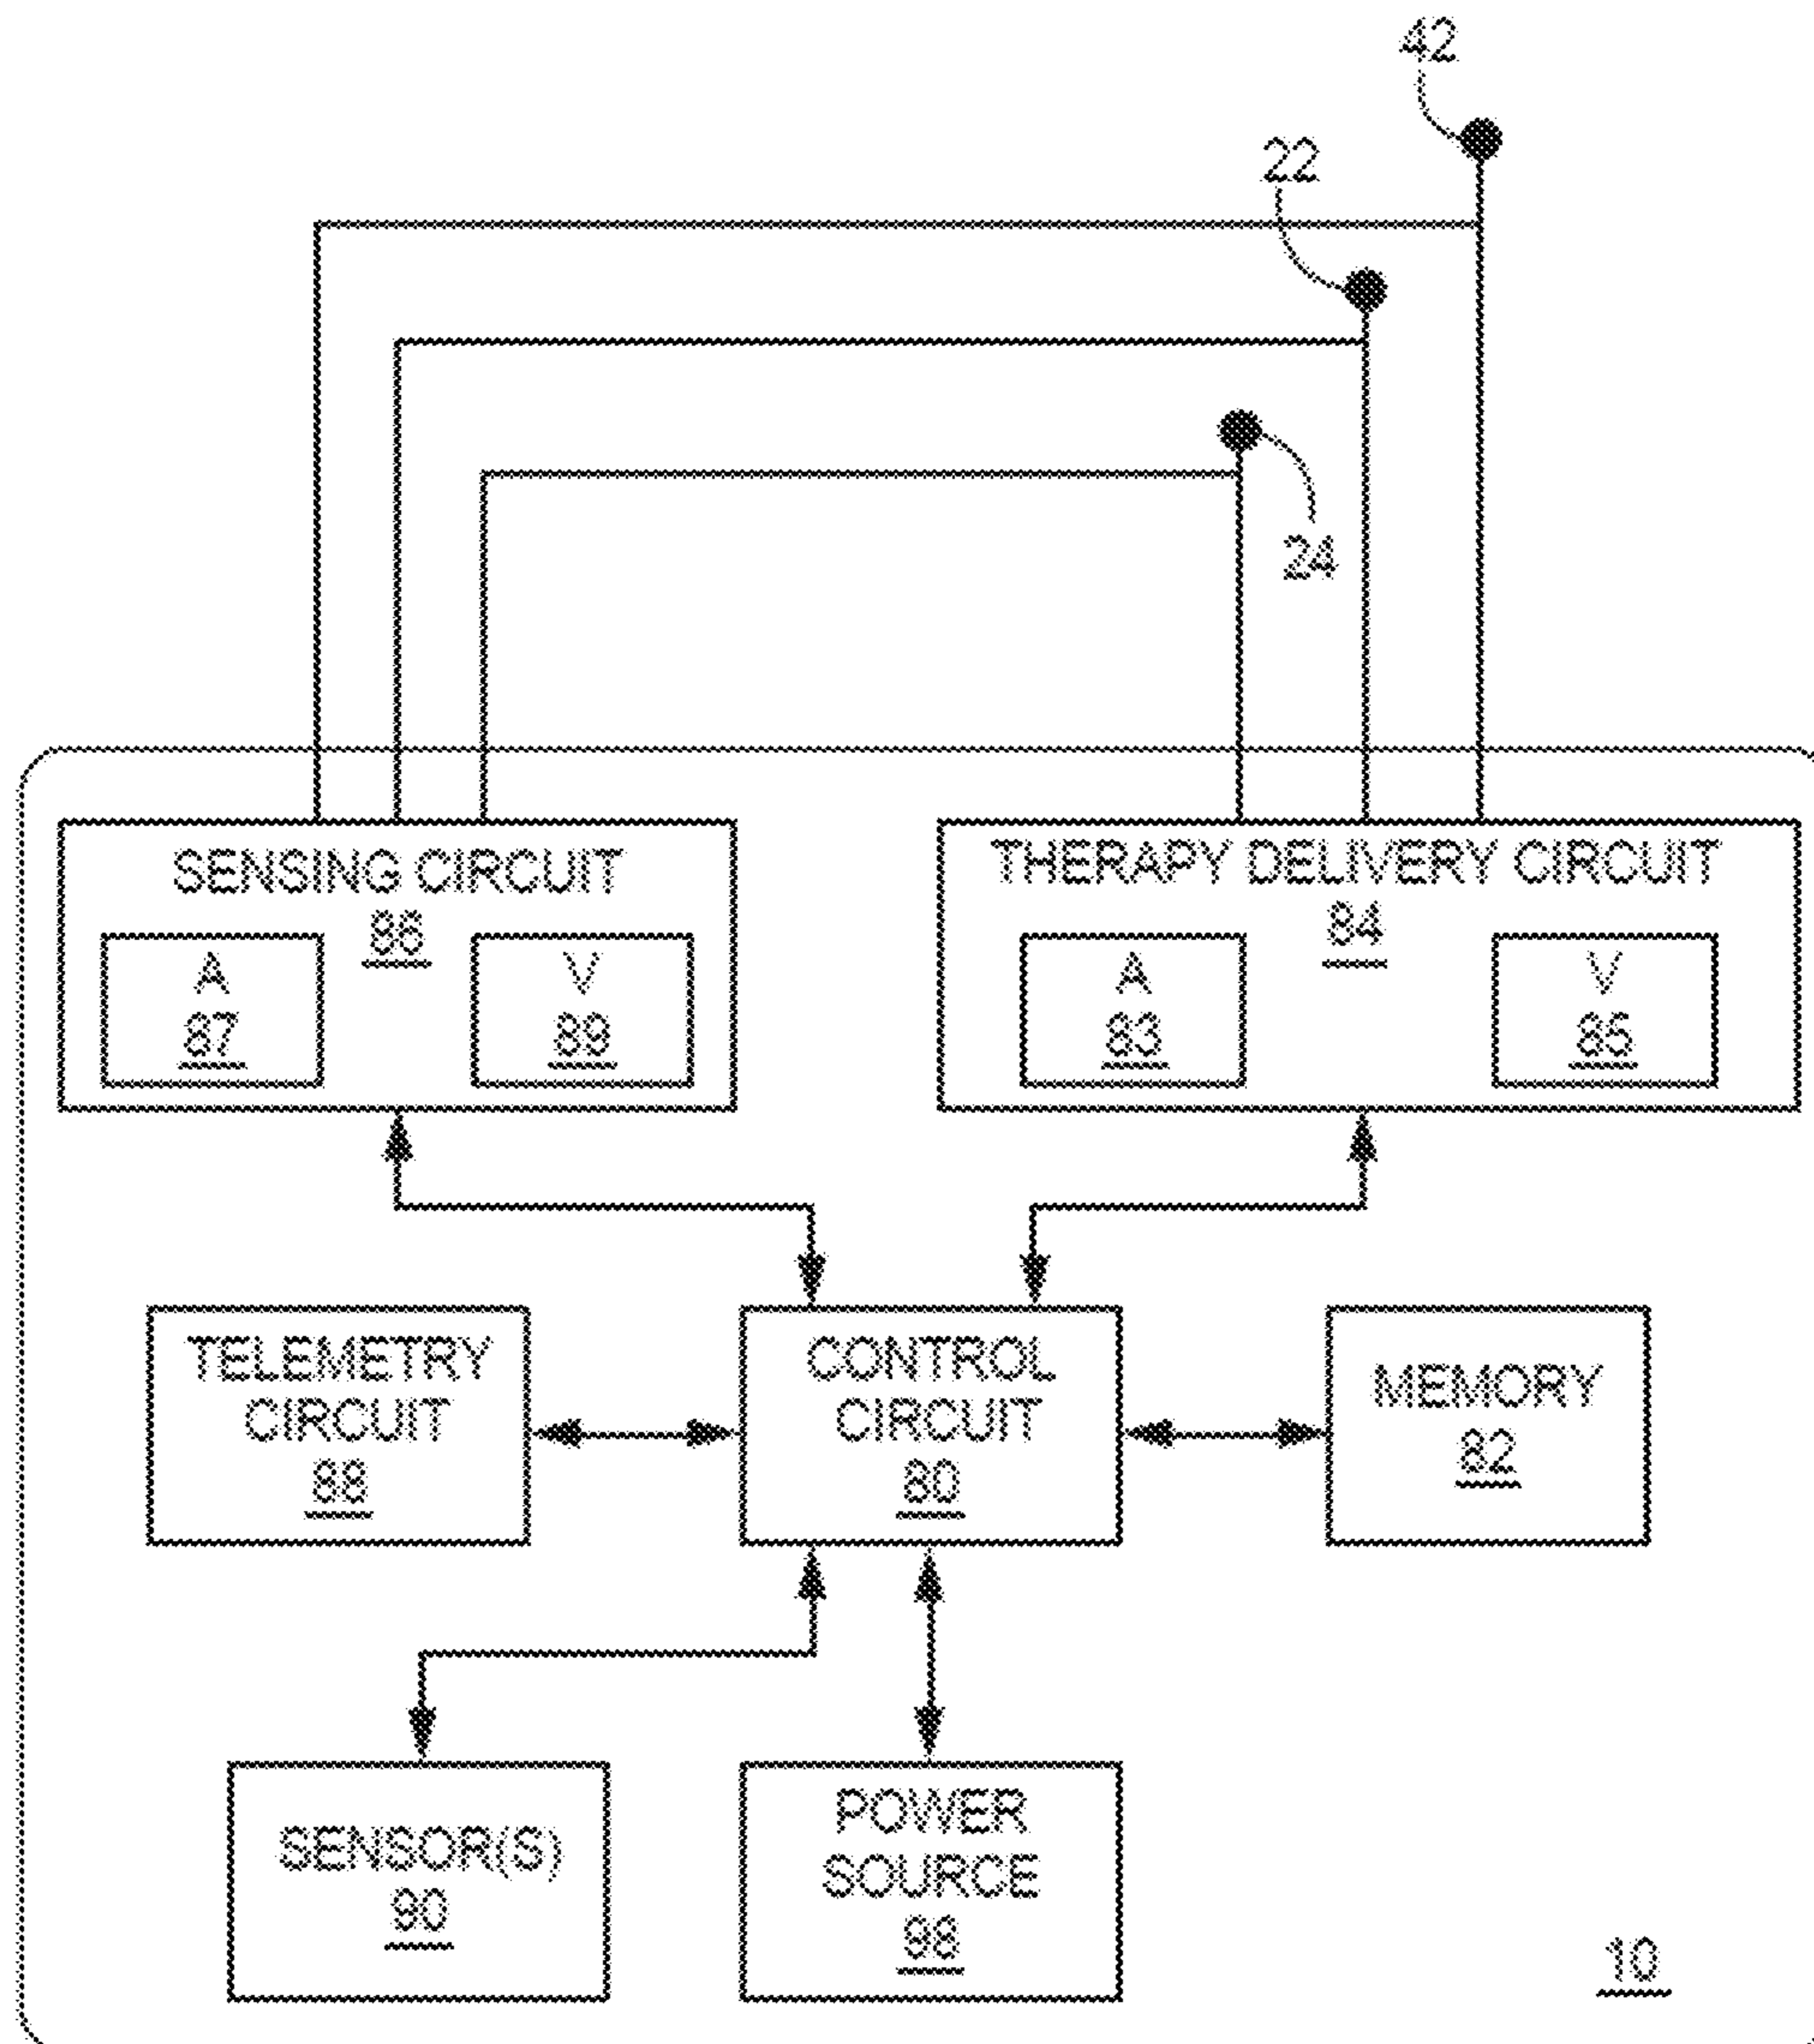 42
22
24
SENSING CIRCUIT
86
A
87
V
89
THERAPY DELIVERY CIRCUIT
84
A
83
V
85
TELEMETRY
CIRCUIT
88
CONTROL
CIRCUIT
80
MEMORY
82
SENSOR(S)
90
POWER
SOURCE
98
10